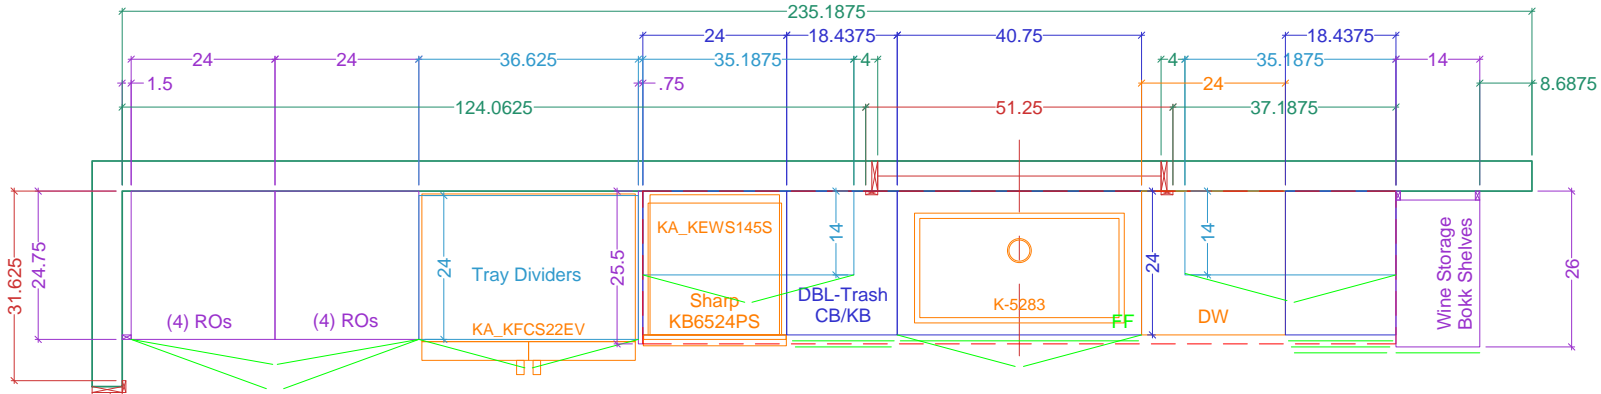 235.1875
24
18.4375
40.75
18.4375
24
24
36.625
35.1875
4
4
35.1875
14
1.5
.75
24
8.6875
124.0625
51.25
37.1875
31.625
24.75
24
25.5
14
24
14
26
KA_KEWS145S
Tray Dividers
Sharp
KB6524PS
DBL-Trash
CB/KB
K-5283
FF
DW
(4) ROs
(4) ROs
KA_KFCS22EV
Wine Storage
Bokk Shelves